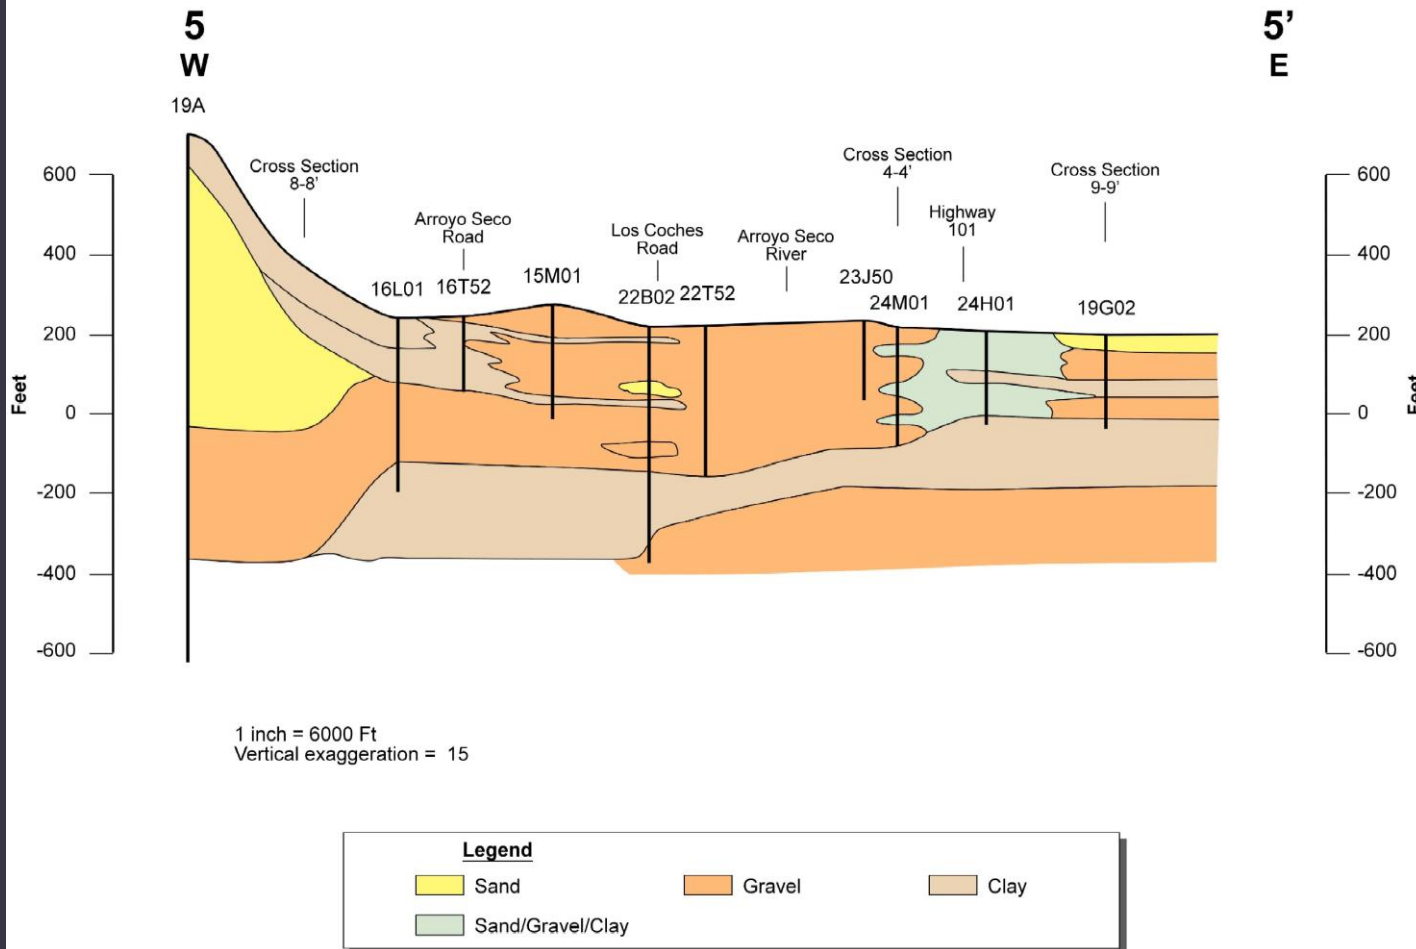 5
W
5’
E
19A
Cross Section
8-8’
Arroyo Seco
Road
Los Coches
Road
Arroyo Seco
River
Cross Section
4-4’
Highway
101
Cross Section
9-9’
16L01
16T52
15M01
22B02
22T52
23J50
24M01
24H01
19G02
Feet
600
400
200
0
-200
-400
-600
600
400
200
0
-200
-400
-600
Feet
1 inch = 6000 Ft
Vertical exaggeration = 15
Legend
Sand
Gravel
Clay
Sand/Gravel/Clay